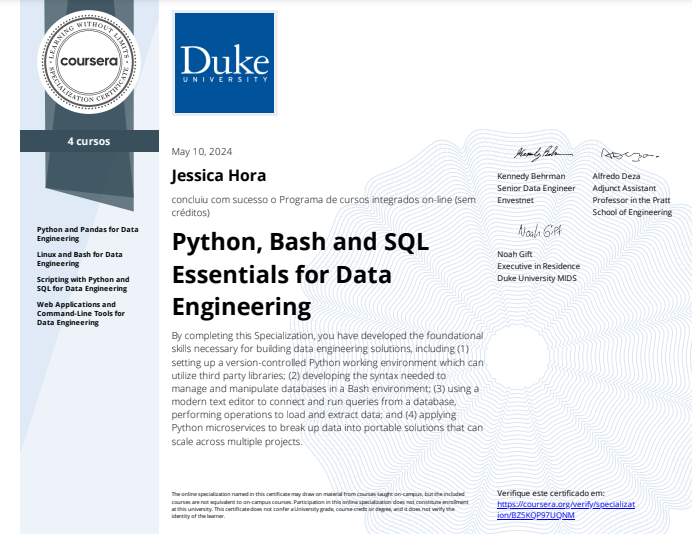 LEARNING WITHOUT LIMITS
coursera
SPECIALIZATION CERTIFICATE
4 cursos
Python and Pandas for Data
Engineering
Linux and Bash for Data
Engineering
Scripting with Python and
SQL for Data Engineering
Web Applications and
Command-Line Tools for
Data Engineering
Duke
UNIVERSITY
May 10, 2024
Jessica Hora
concluiu com sucesso o Programa de cursos integrados on-line (sem
créditos)
Python, Bash and SQL
Essentials for Data
Engineering
By completing this Specialization, you have developed the foundational
skills necessary for building data engineering solutions, including (1)
setting up a version-controlled Python working environment which can
utilize third party libraries; (2) developing the syntax needed to
manage and manipulate databases in a Bash environment; (3) using a
modern text editor to connect and run queries from a database,
performing operations to load and extract data; and (4) applying
Python microservices to break up data into portable solutions that can
scale across multiple projects.
The online specialization named in this certificate may draw on material from courses taught on-campus, but the included
courses are not equivalent to on-campus courses. Participation in this online specialization does not constitute enrollment
at this university. This certificate does not confer a University grade, course credit or degree, and it does not verify the
identity of the learner.
Kennedy Behrman
Senior Data Engineer
Envestnet
Alfredo Deza
Adjunct Assistant
Professor in the Pratt
School of Engineering
Noah Gift
Noah Gift
Executive in Residence
Duke University MIDS
Verifique este certificado em:
https://coursera.org/verify/specializat
ion/BZ5KQP97UQNM